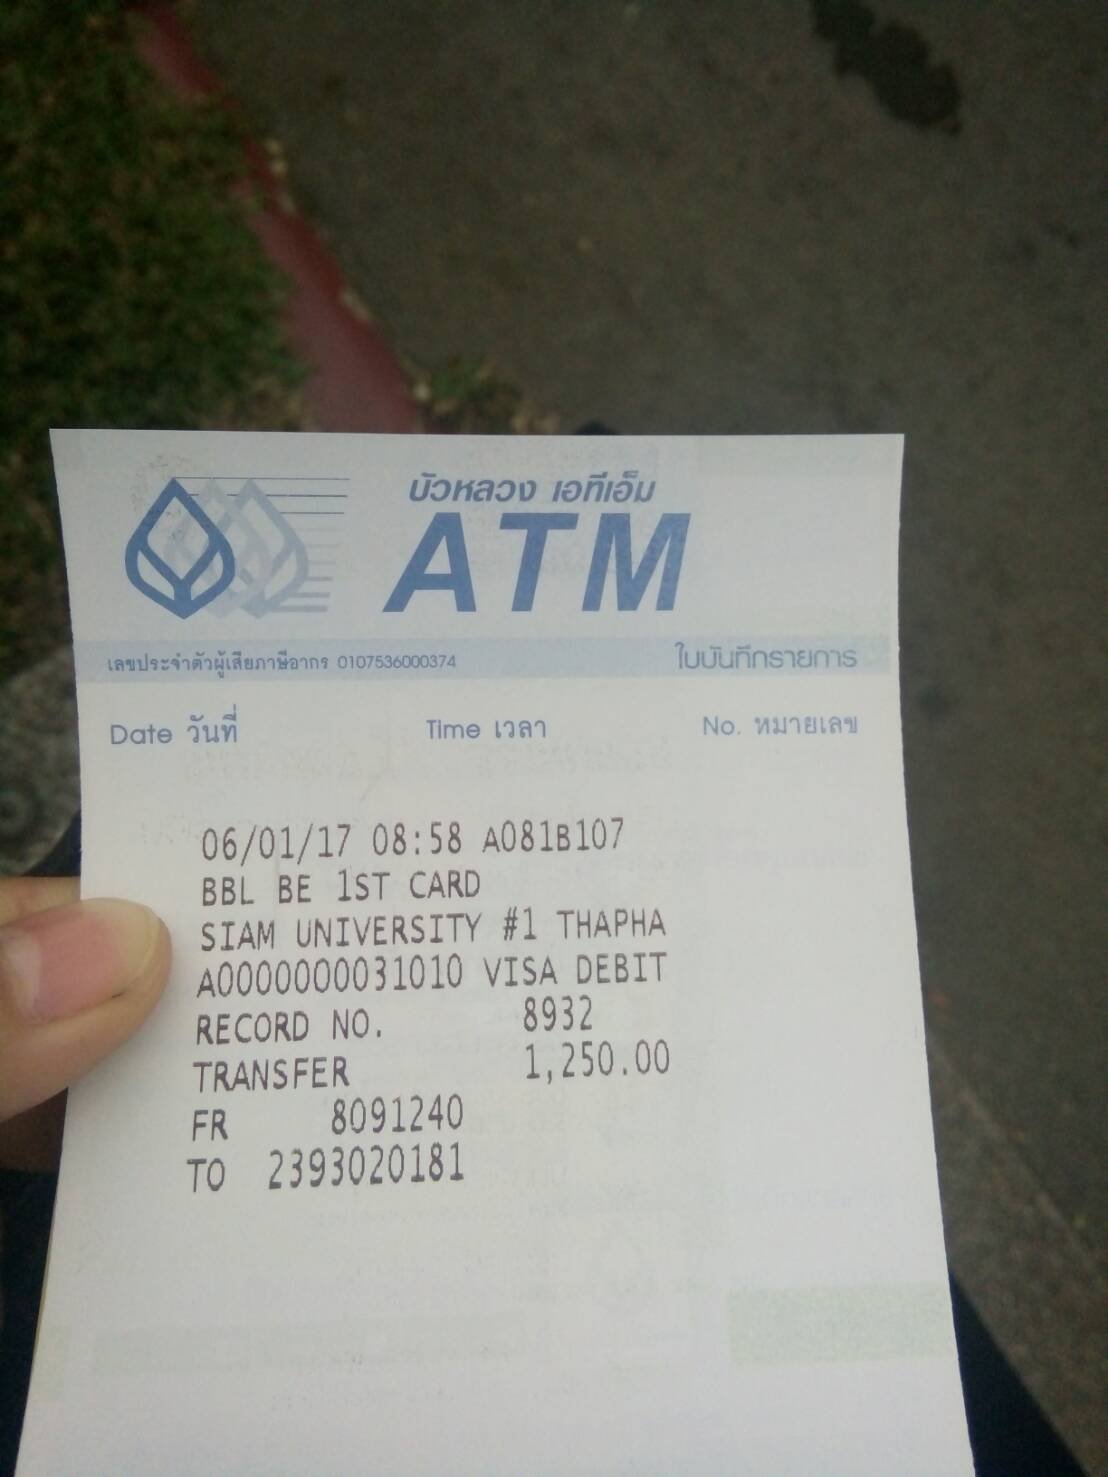 บัวหลวง เอทีเอ็ม
ATM
เลขประจำตัวผู้เสียภาษีอากร 0107536000374
ใบบันทึกรายการ
Date วันที่ Time เวลา No. หมายเลข
06/01/17 08:58 A081B107
BBL BE 1ST CARD
SIAM UNIVERSITY #1 THAPHA
A0000000031010 VISA DEBIT
RECORD NO. 8932
TRANSFER 1,250.00
FR 8091240
TO 2393020181